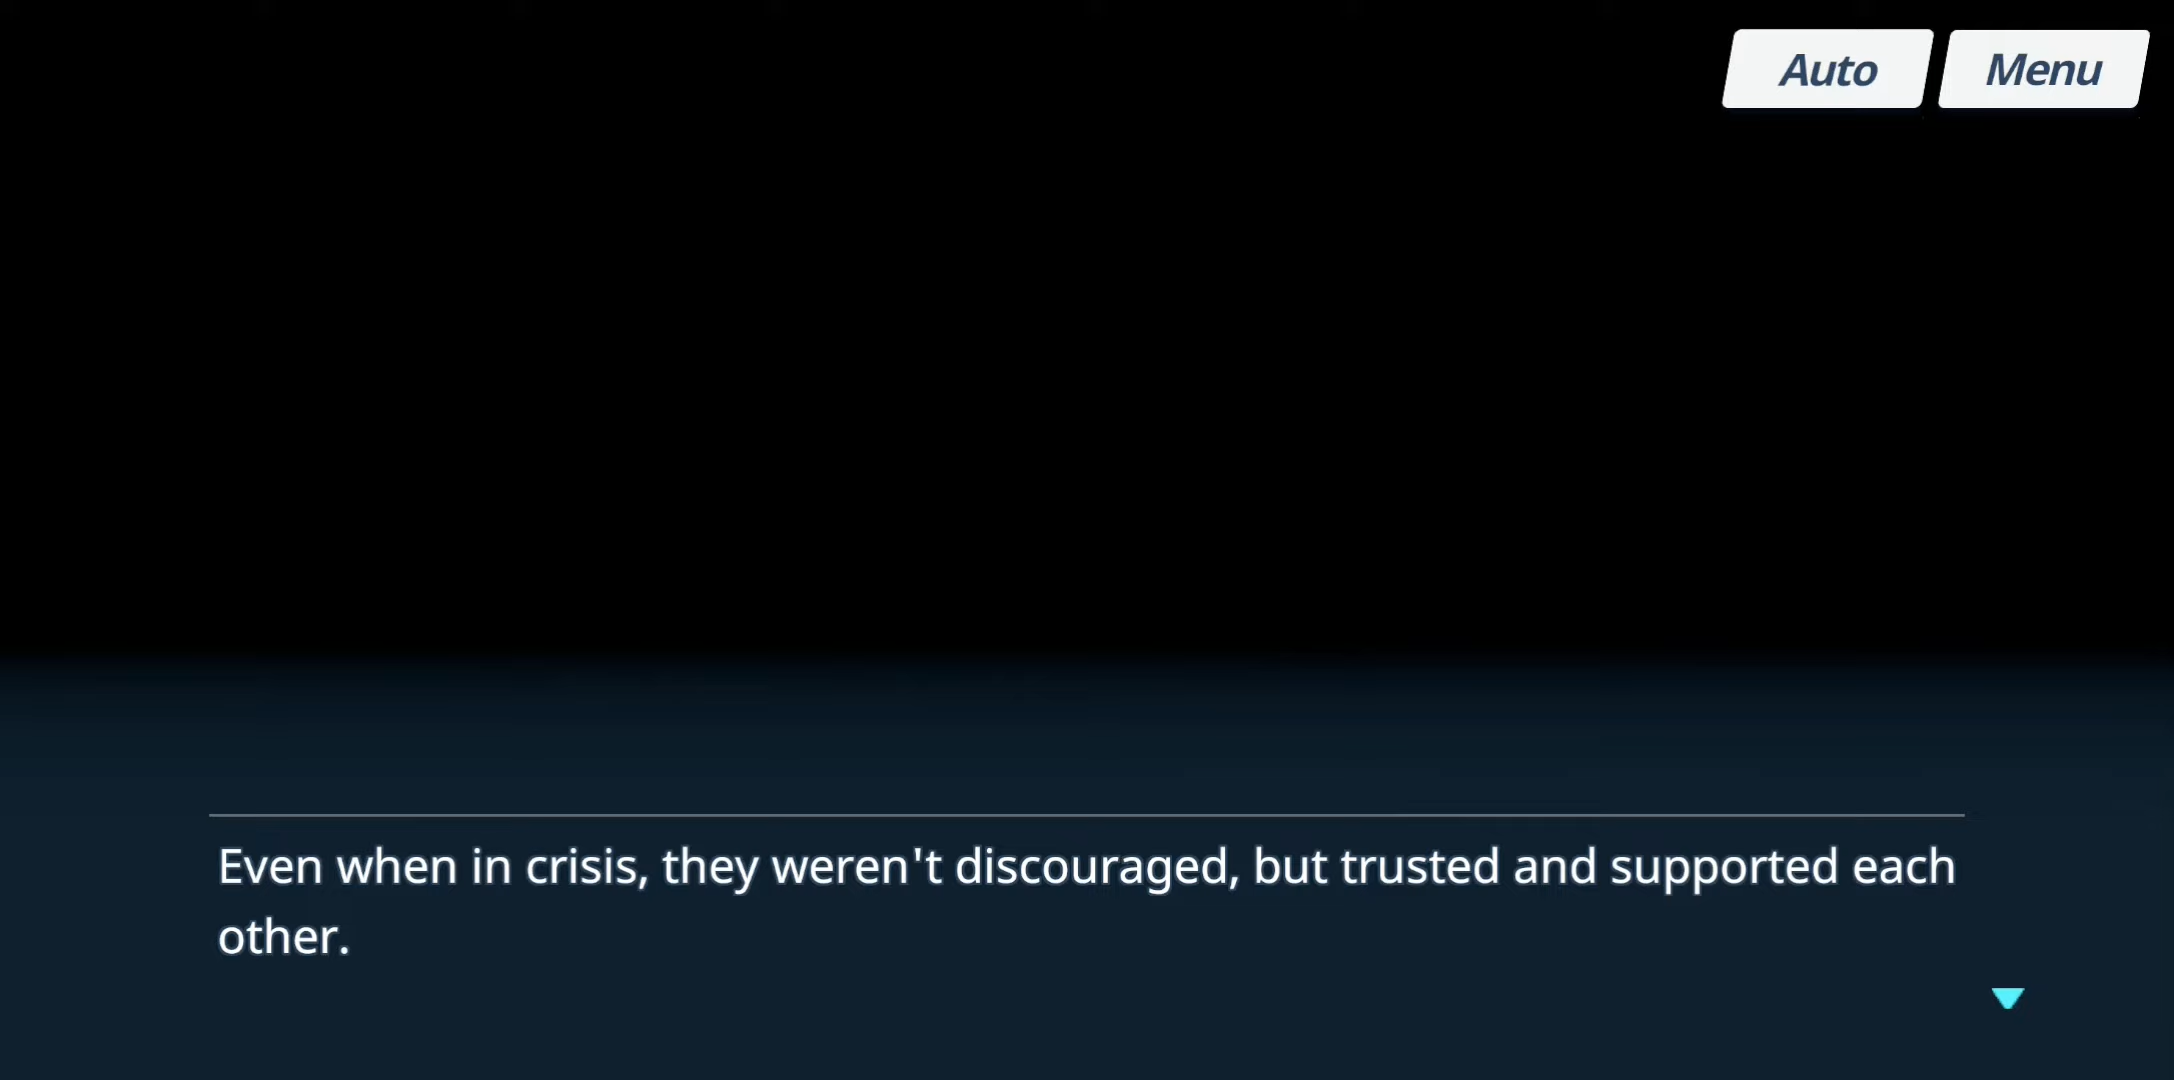 Auto Menu
Even when in crisis, they weren't discouraged, but trusted and supported each
other.